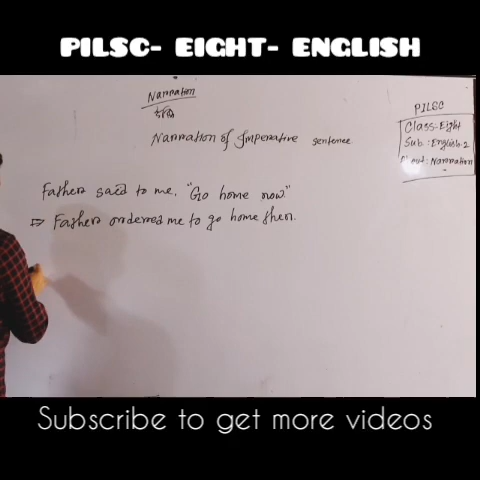 PILSC- EIGHT- ENGLISH
Narration
উক্তি
Narration of Imperative sentence
PILSC
Class-Eight
Sub : English-2
: Narration
Father said to me, "Go home now."
⇒ Father ordered me to go home then.
Subscribe to get more videos